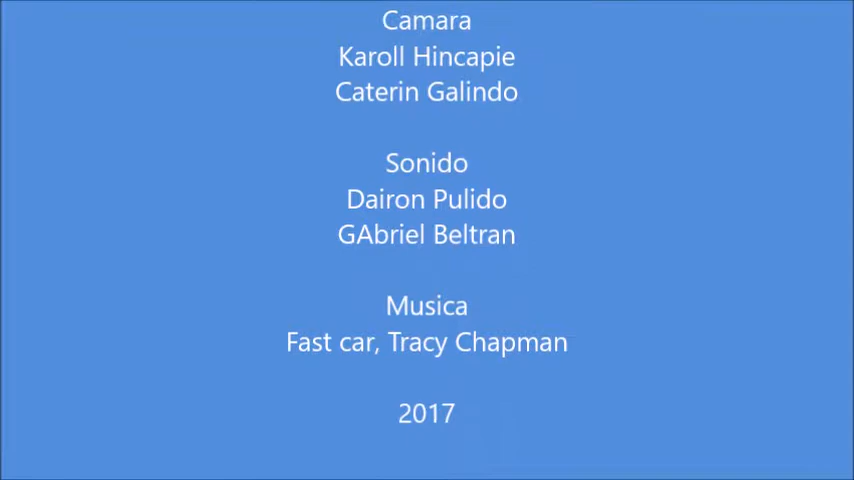 Camara
Karoll Hincapie
Caterin Galindo
Sonido
Dairon Pulido
GAbriel Beltran
Musica
Fast car, Tracy Chapman
2017